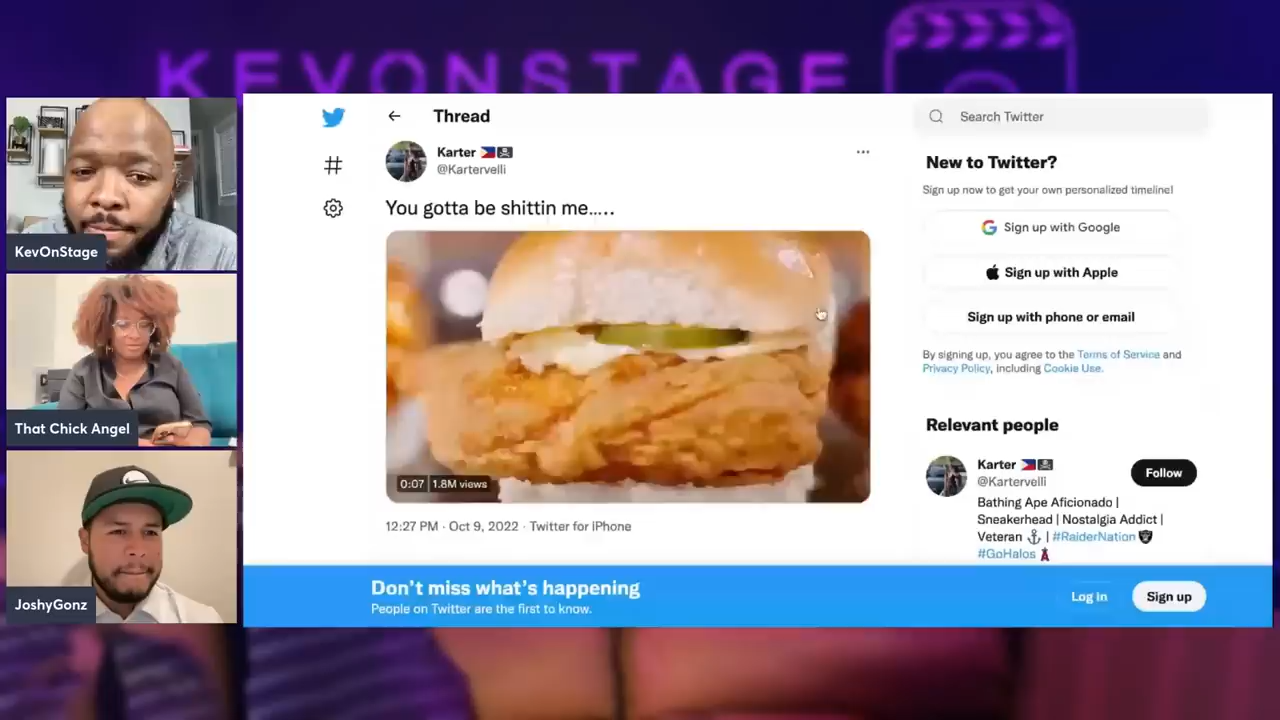 KEVONSTAGE
KevOnStage
That Chick Angel
JoshyGonz
Thread
Karter
@Kartervelli
You gotta be shittin me.....
0:07 1.8M views
12:27 PM · Oct 9, 2022 · Twitter for iPhone
Search Twitter
New to Twitter?
Sign up now to get your own personalized timeline!
Sign up with Google
Sign up with Apple
Sign up with phone or email
By signing up, you agree to the Terms of Service and
Privacy Policy, including Cookie Use.
Relevant people
Karter
@Kartervelli
Follow
Bathing Ape Aficionado |
Sneakerhead | Nostalgia Addict |
Veteran ⚓ | #RaiderNation
#GoHalos
Don't miss what's happening
People on Twitter are the first to know.
Log in
Sign up